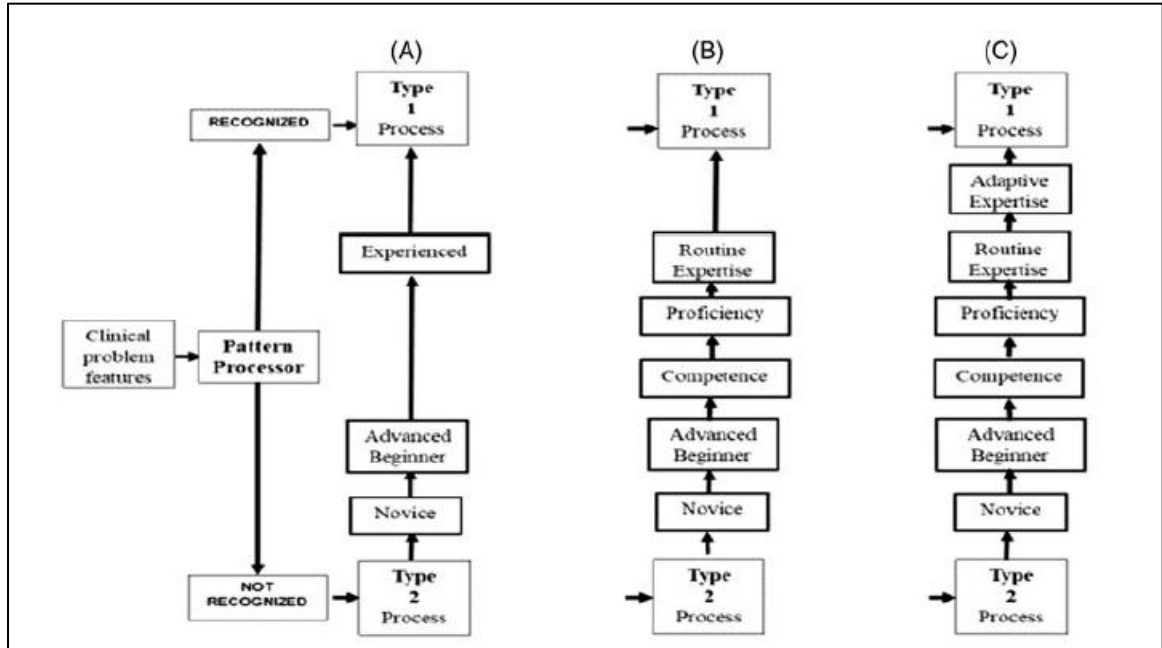 (A)
(B)
(C)
Clinical
problem
features
Pattern
Processor
RECOGNIZED
NOT
RECOGNIZED
Type
1
Process
Experienced
Advanced
Beginner
Novice
Type
2
Process
Type
1
Process
Routine
Expertise
Proficiency
Competence
Advanced
Beginner
Novice
Type
2
Process
Type
1
Process
Adaptive
Expertise
Routine
Expertise
Proficiency
Competence
Advanced
Beginner
Novice
Type
2
Process